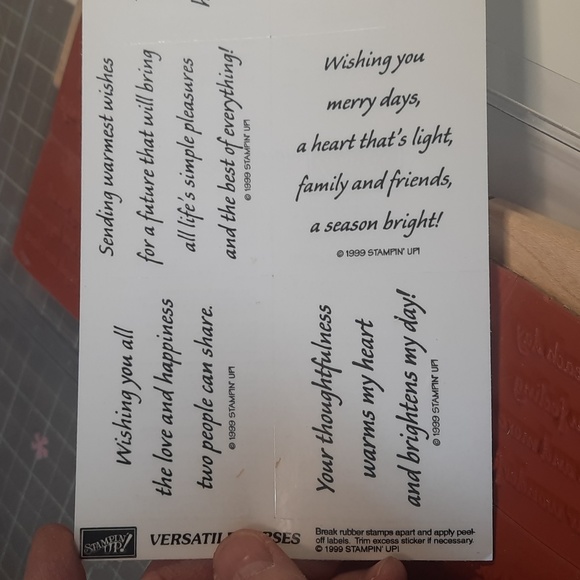 Sending warmest wishes
for a future that will bring
all life's simple pleasures
and the best of everything!
© 1999 STAMPIN' UP!
Wishing you
merry days,
a heart that's light,
family and friends,
a season bright!
© 1999 STAMPIN' UP!
Wishing you all
the love and happiness
two people can share.
© 1999 STAMPIN' UP!
Your thoughtfulness
warms my heart
and brightens my day!
© 1999 STAMPIN' UP!
STAMPIN' UP!
Break rubber stamps apart and apply peel-
off labels. Trim excess sticker if necessary.
© 1999 STAMPIN' UP!